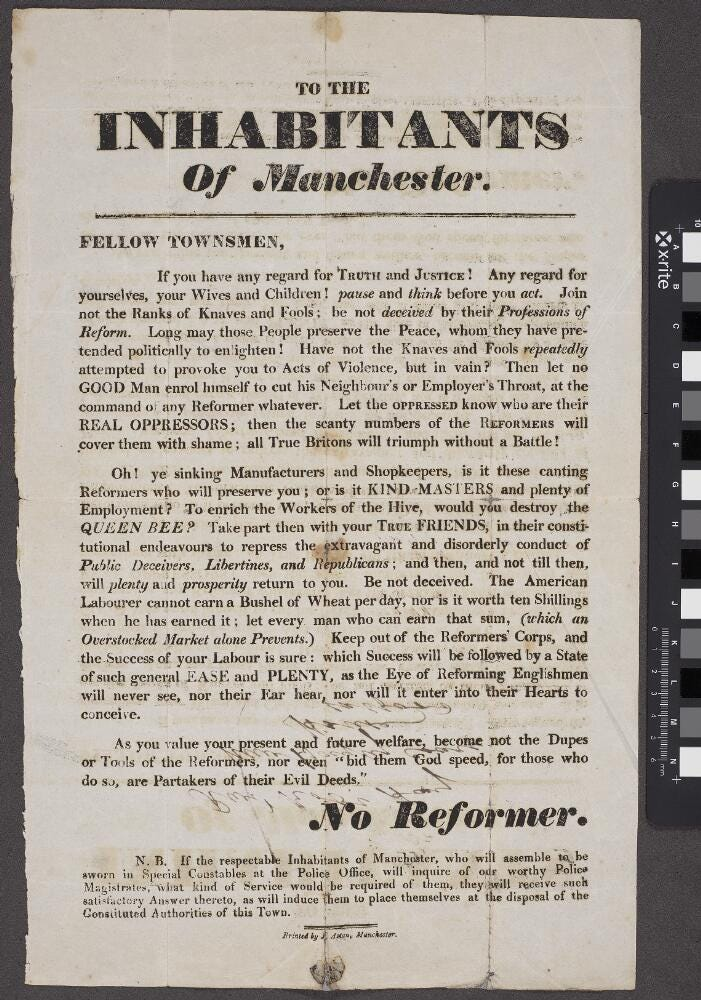 TO THE
INHABITANTS
Of Manchester.
FELLOW TOWNSMEN,
If you have any regard for TRUTH and JUSTICE! Any regard for
yourselves, your Wives and Children! pause and think before you act. Join
not the Ranks of Knaves and Fools; be not deceived by their Professions of
Reform. Long may those People preserve the Peace, whom they have pre-
tended politically to enlighten! Have not the Knaves and Fools repeatedly
attempted to provoke you to Acts of Violence, but in vain? Then let no
GOOD Man enrol himself to cut his Neighbour's or Employer's Throat, at the
command of any Reformer whatever. Let the OPPRESSED know who are their
REAL OPPRESSORS; then the scanty numbers of the REFORMERS will
cover them with shame; all True Britons will triumph without a Battle!
Oh! ye sinking Manufacturers and Shopkeepers, is it these canting
Reformers who will preserve you; or is it KIND MASTERS and plenty of
Employment? To enrich the Workers of the Hive, would you destroy the
QUEEN BEE? Take part then with your TRUE FRIENDS, in their consti-
tutional endeavours to repress the extravagant and disorderly conduct of
Public Deceivers, Libertines, and Republicans; and then, and not till then,
will plenty and prosperity return to you. Be not deceived. The American
Labourer cannot earn a Bushel of Wheat per day, nor is it worth ten Shillings
when he has earned it; let every man who can earn that sum, (which an
Overstocked Market alone Prevents.) Keep out of the Reformers' Corps, and
the Success of your Labour is sure: which Success will be followed by a State
of such general EASE and PLENTY, as the Eye of Reforming Englishmen
will never see, nor their Ear hear, nor will it enter into their Hearts to
conceive.
As you value your present and future welfare, become not the Dupes
or Tools of the Reformers, nor even "bid them God speed, for those who
do so, are Partakers of their Evil Deeds."
No Reformer.
N. B. If the respectable Inhabitants of Manchester, who will assemble to be
sworn in Special Constables at the Police Office, will inquire of our worthy Police
Magistrates, what kind of Service would be required of them, they will receive such
satisfactory Answer thereto, as will induce them to place themselves at the disposal of the
Constituted Authorities of this Town.
Printed by J. Aston, Manchester.
x-rite